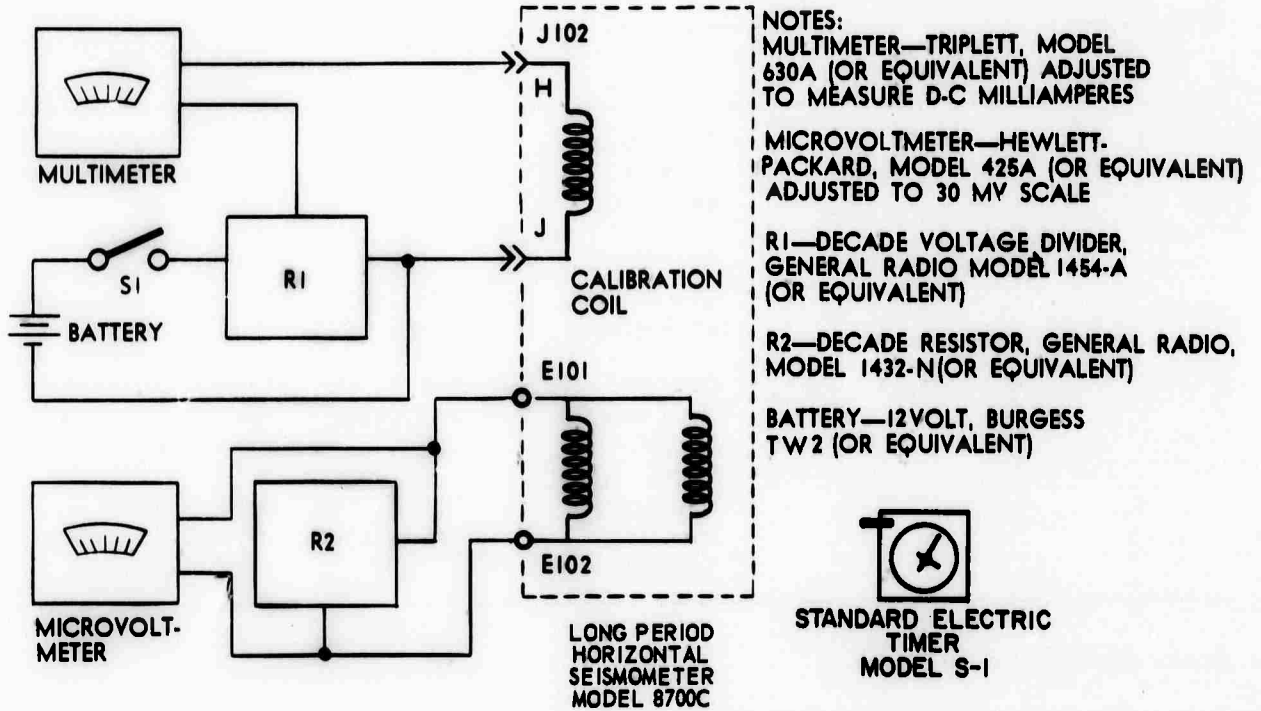 J102
H
J
MULTIMETER
S1
R1
BATTERY
CALIBRATION
COIL
E101
E102
R2
MICROVOLT-
METER
LONG PERIOD
HORIZONTAL
SEISMOMETER
MODEL 8700C
NOTES:
MULTIMETER—TRIPLETT, MODEL
630A (OR EQUIVALENT) ADJUSTED
TO MEASURE D-C MILLIAMPERES
MICROVOLTMETER—HEWLETT-
PACKARD, MODEL 425A (OR EQUIVALENT)
ADJUSTED TO 30 MV SCALE
R1—DECADE VOLTAGE DIVIDER,
GENERAL RADIO MODEL 1454-A
(OR EQUIVALENT)
R2—DECADE RESISTOR, GENERAL RADIO,
MODEL 1432-N(OR EQUIVALENT)
BATTERY—12VOLT, BURGESS
TW2 (OR EQUIVALENT)
STANDARD ELECTRIC
TIMER
MODEL S-1